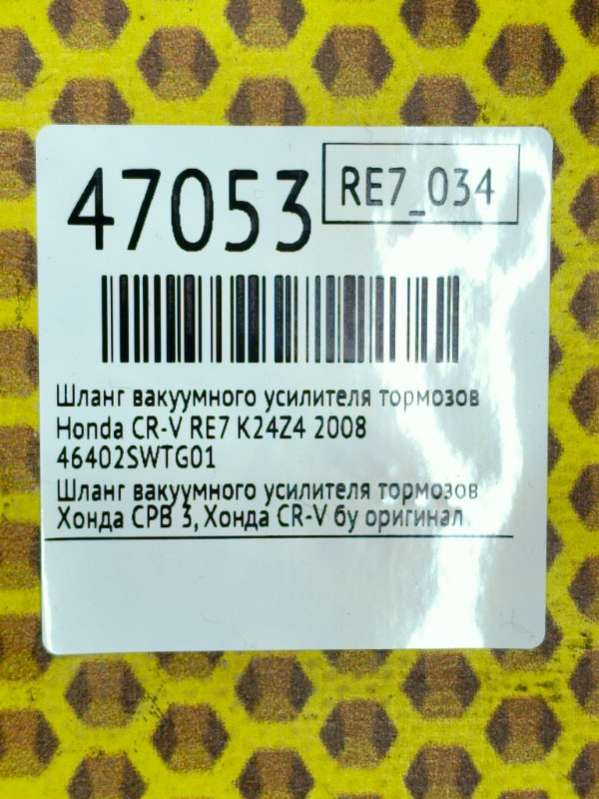 47053
RE7_034
Шланг вакуумного усилителя тормозов
Honda CR-V RE7 K24Z4 2008
46402SWTG01
Шланг вакуумного усилителя тормозов
Хонда СРВ 3, Хонда CR-V бу оригинал